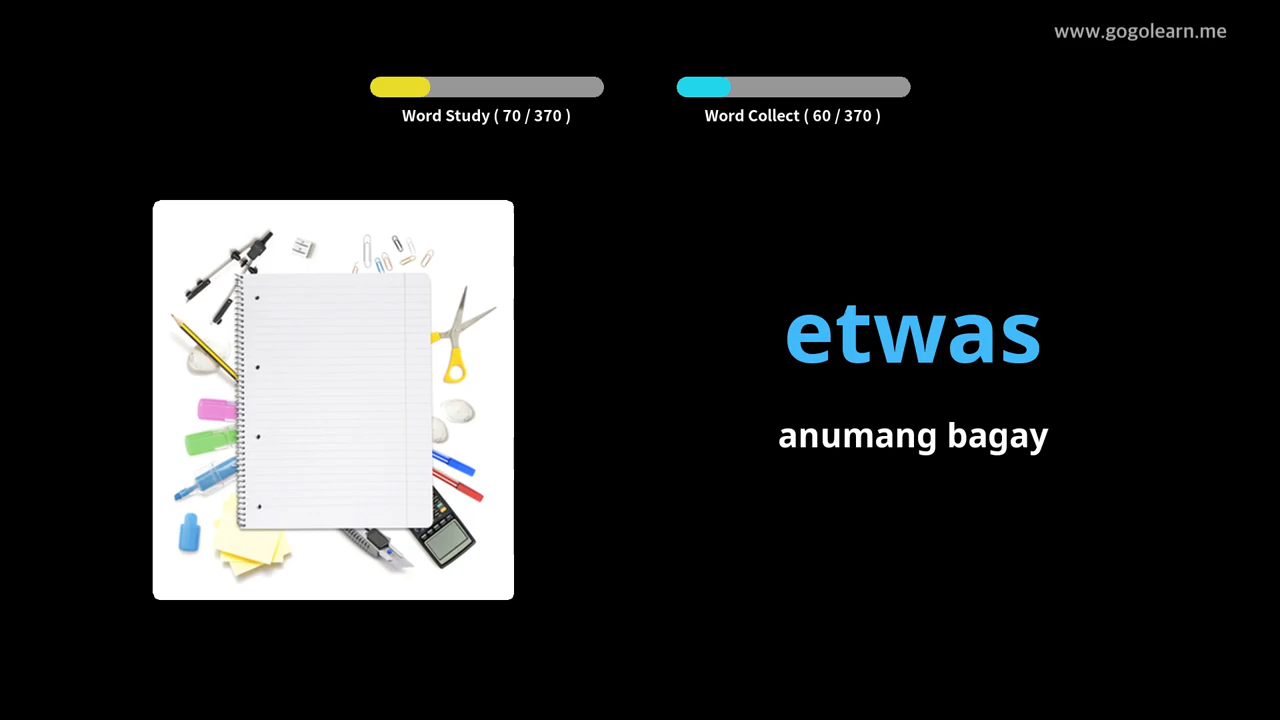 www.gogolearn.me
Word Study ( 70 / 370 )
Word Collect ( 60 / 370 )
etwas
anumang bagay